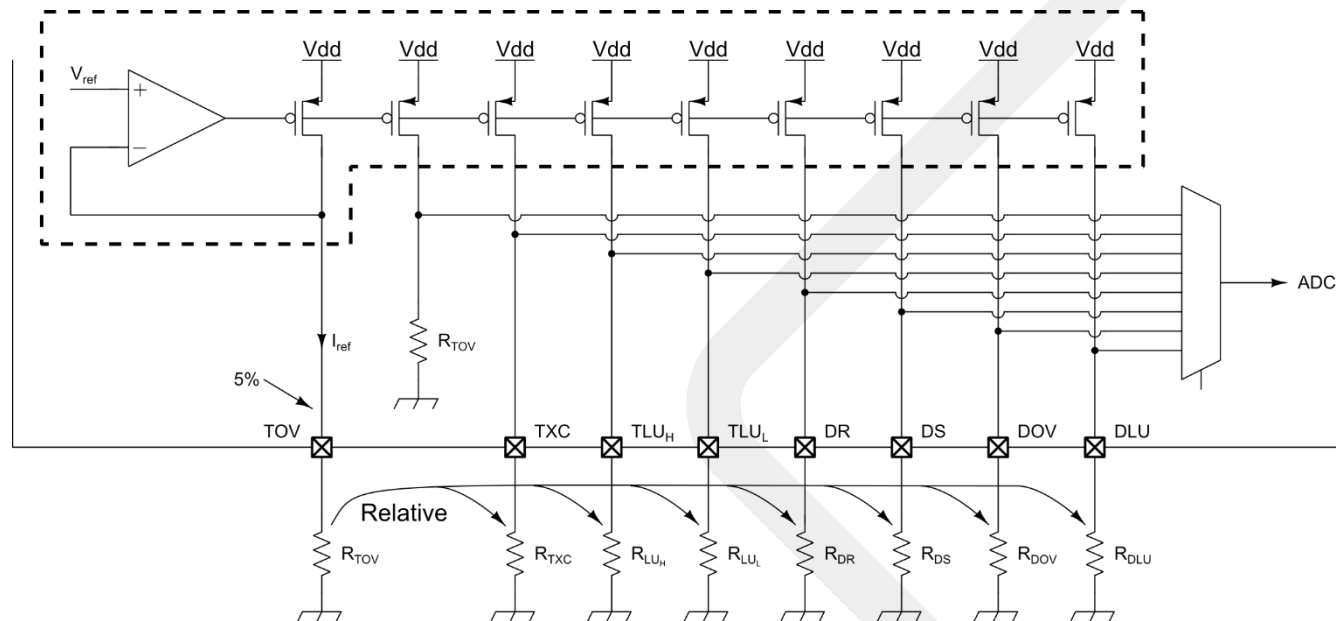 Vdd Vdd Vdd Vdd Vdd Vdd Vdd Vdd Vdd
Vref
+
−
ADC
Iref
RTOV
5%
TOV TXC TLUH TLUL DR DS DOV DLU
Relative
RTOV RTXC RLUH RLUL RDR RDS RDOV RDLU